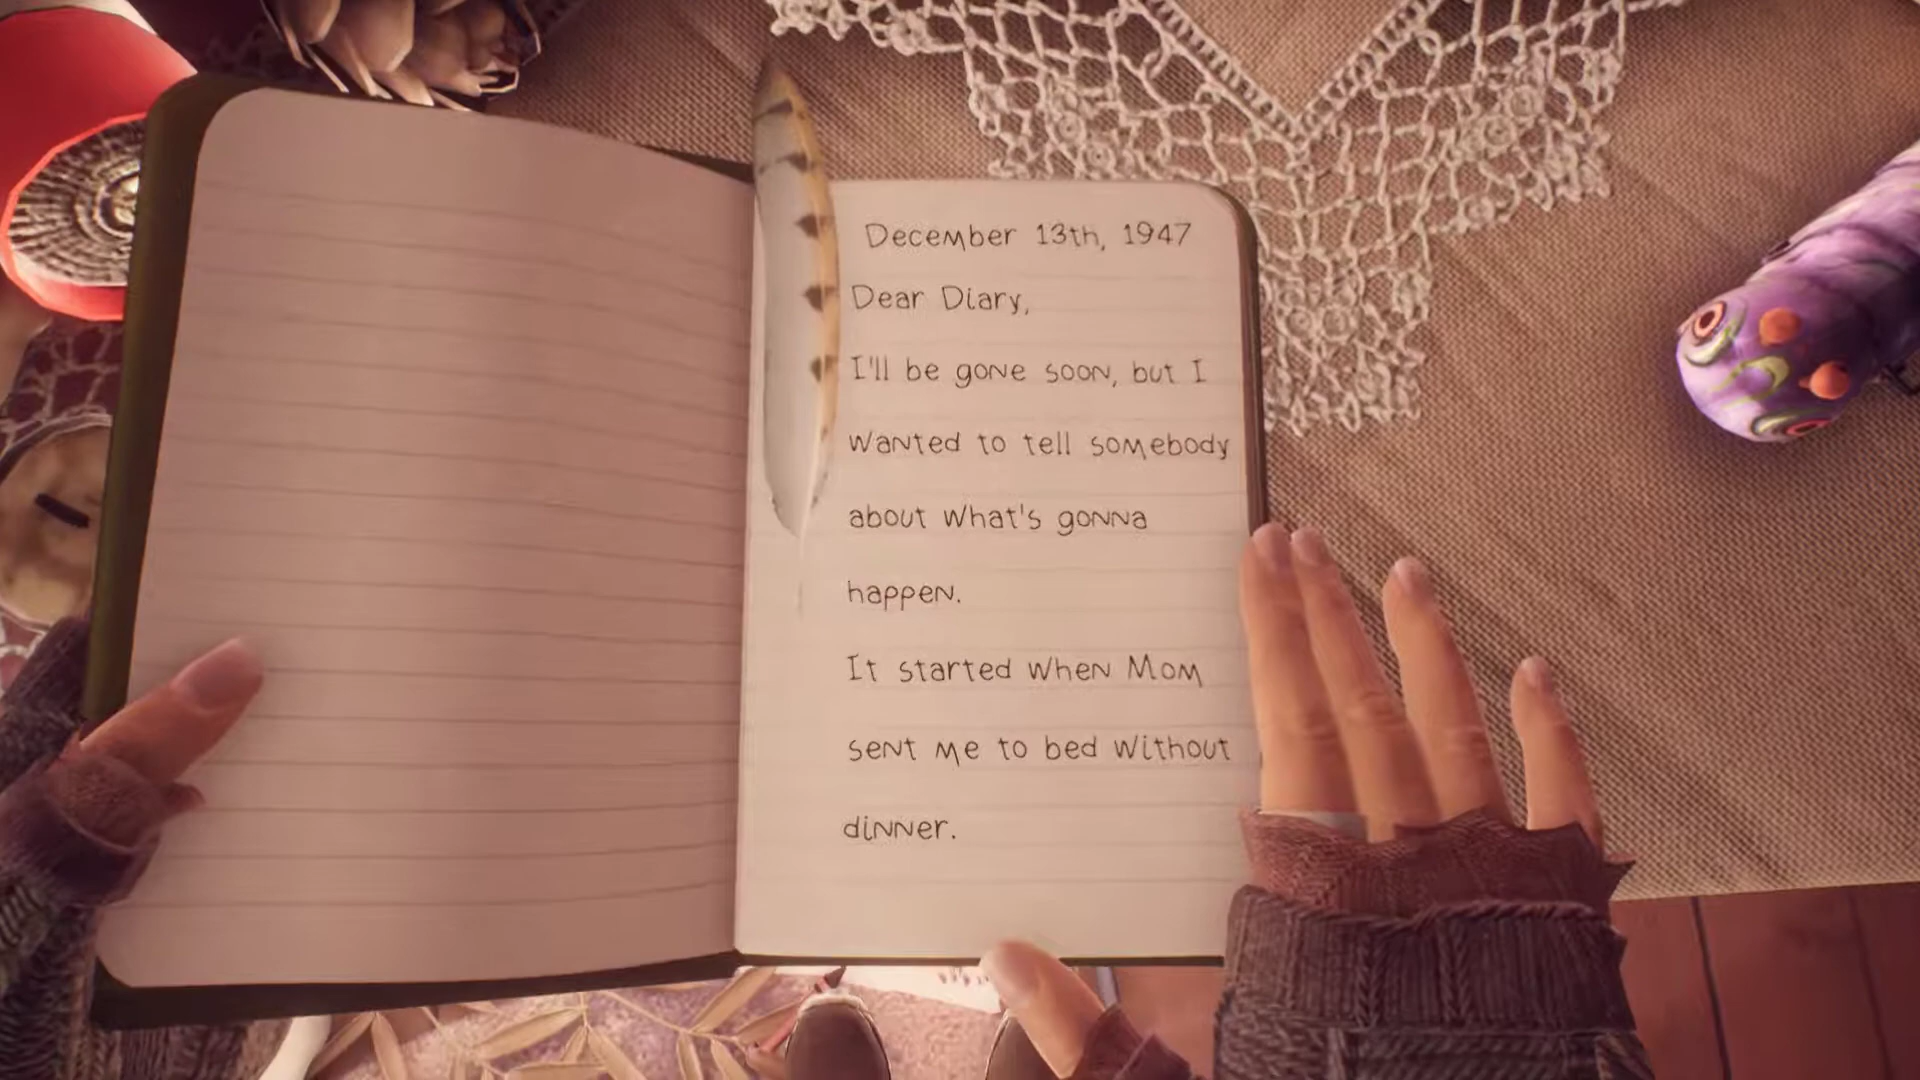 December 13th, 1947
Dear Diary,
I'll be gone soon, but I
wanted to tell somebody
about what's gonna
happen.
It started when Mom
sent me to bed without
dinner.